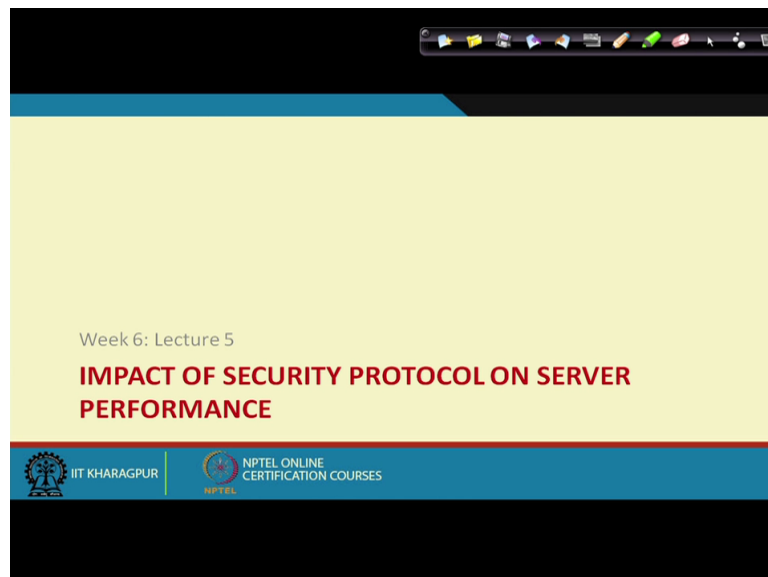 Week 6: Lecture 5
IMPACT OF SECURITY PROTOCOL ON SERVER
PERFORMANCE
IIT KHARAGPUR
NPTEL ONLINE
CERTIFICATION COURSES
NPTEL